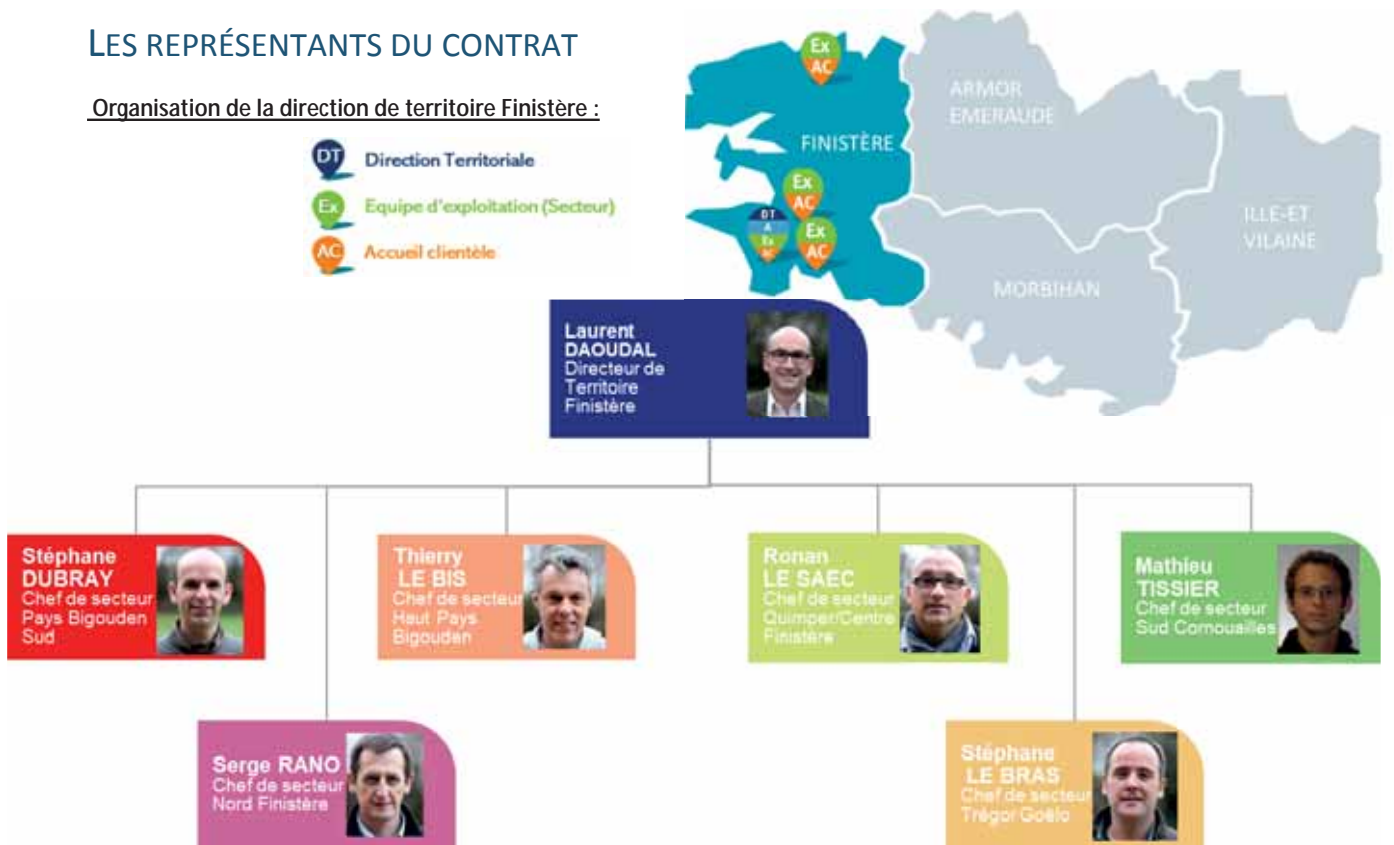 LES REPRÉSENTANTS DU CONTRAT
Organisation de la direction de territoire Finistère :
DT Direction Territoriale
Ex Equipe d'exploitation (Secteur)
AC Accueil clientèle
Ex
AC
ARMOR
EMERAUDE
FINISTÈRE
Ex
AC
DT
A
Ex
AC
Ex
AC
ILLE-ET
VILAINE
MORBIHAN
Laurent
DAOUDAL
Directeur de
Territoire
Finistère
Stéphane
DUBRAY
Chef de secteur
Pays Bigouden
Sud
Thierry
LE BIS
Chef de secteur
Haut Pays
Bigouden
Ronan
LE SAEC
Chef de secteur
Quimper/Centre
Finistère
Mathieu
TISSIER
Chef de secteur
Sud Cornouailles
Serge RANO
Chef de secteur
Nord Finistère
Stéphane
LE BRAS
Chef de secteur
Trégor Goëlo